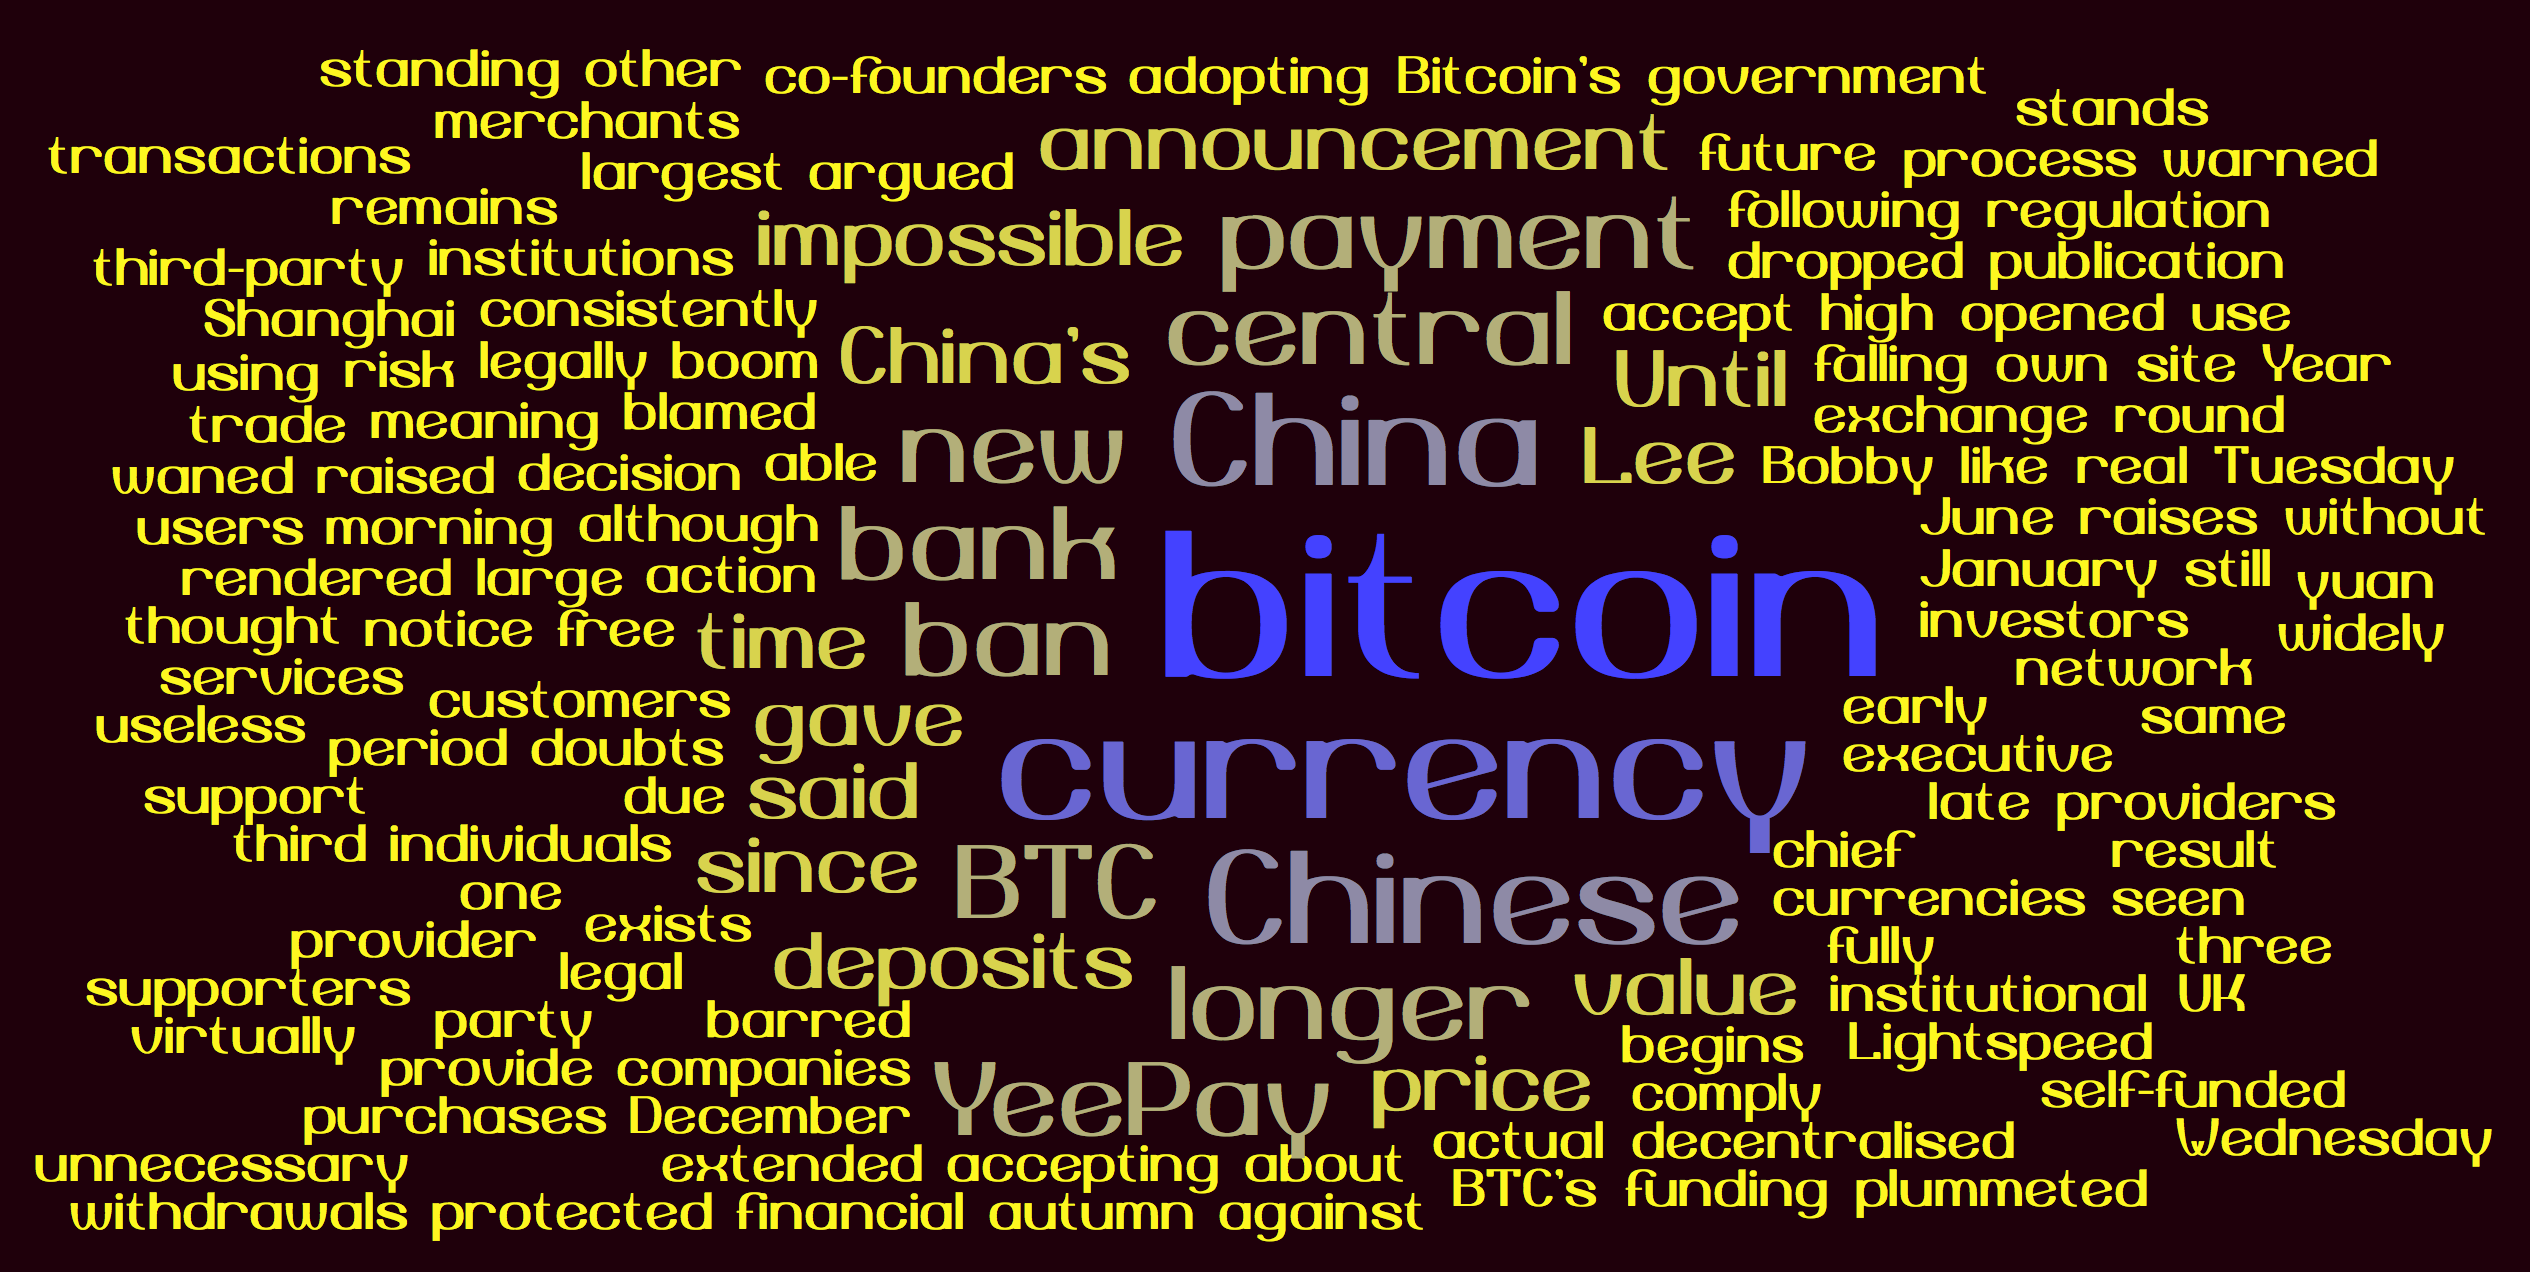 standing other co-founders adopting Bitcoin's government
merchants stands
transactions largest argued announcement future process warned
remains following regulation
third-party institutions impossible payment dropped publication
Shanghai consistently accept high opened use
using risk legally boom China's central Until falling own site Year
trade meaning blamed exchange round
waned raised decision able new China Lee Bobby like real Tuesday
users morning although bank June raises without
rendered large action bitcoin January still yuan
thought notice free time ban investors widely
services customers network
useless gave early same
period doubts currency executive
support due said late providers
third individuals since BTC Chinese chief result
one currencies seen
provider exists deposits fully three
supporters legal longer value institutional UK
virtually party barred begins Lightspeed
provide companies YeePay price comply self-funded
purchases December actual decentralised Wednesday
unnecessary extended accepting about
withdrawals protected financial autumn against BTC's funding plummeted